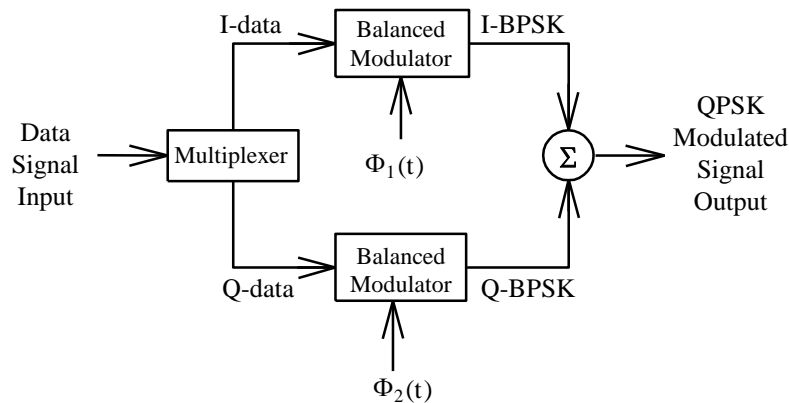 I-data
Balanced
Modulator
I-BPSK
Data
Signal
Input
Multiplexer
Φ1(t)
Σ
QPSK
Modulated
Signal
Output
Q-data
Balanced
Modulator
Q-BPSK
Φ2(t)